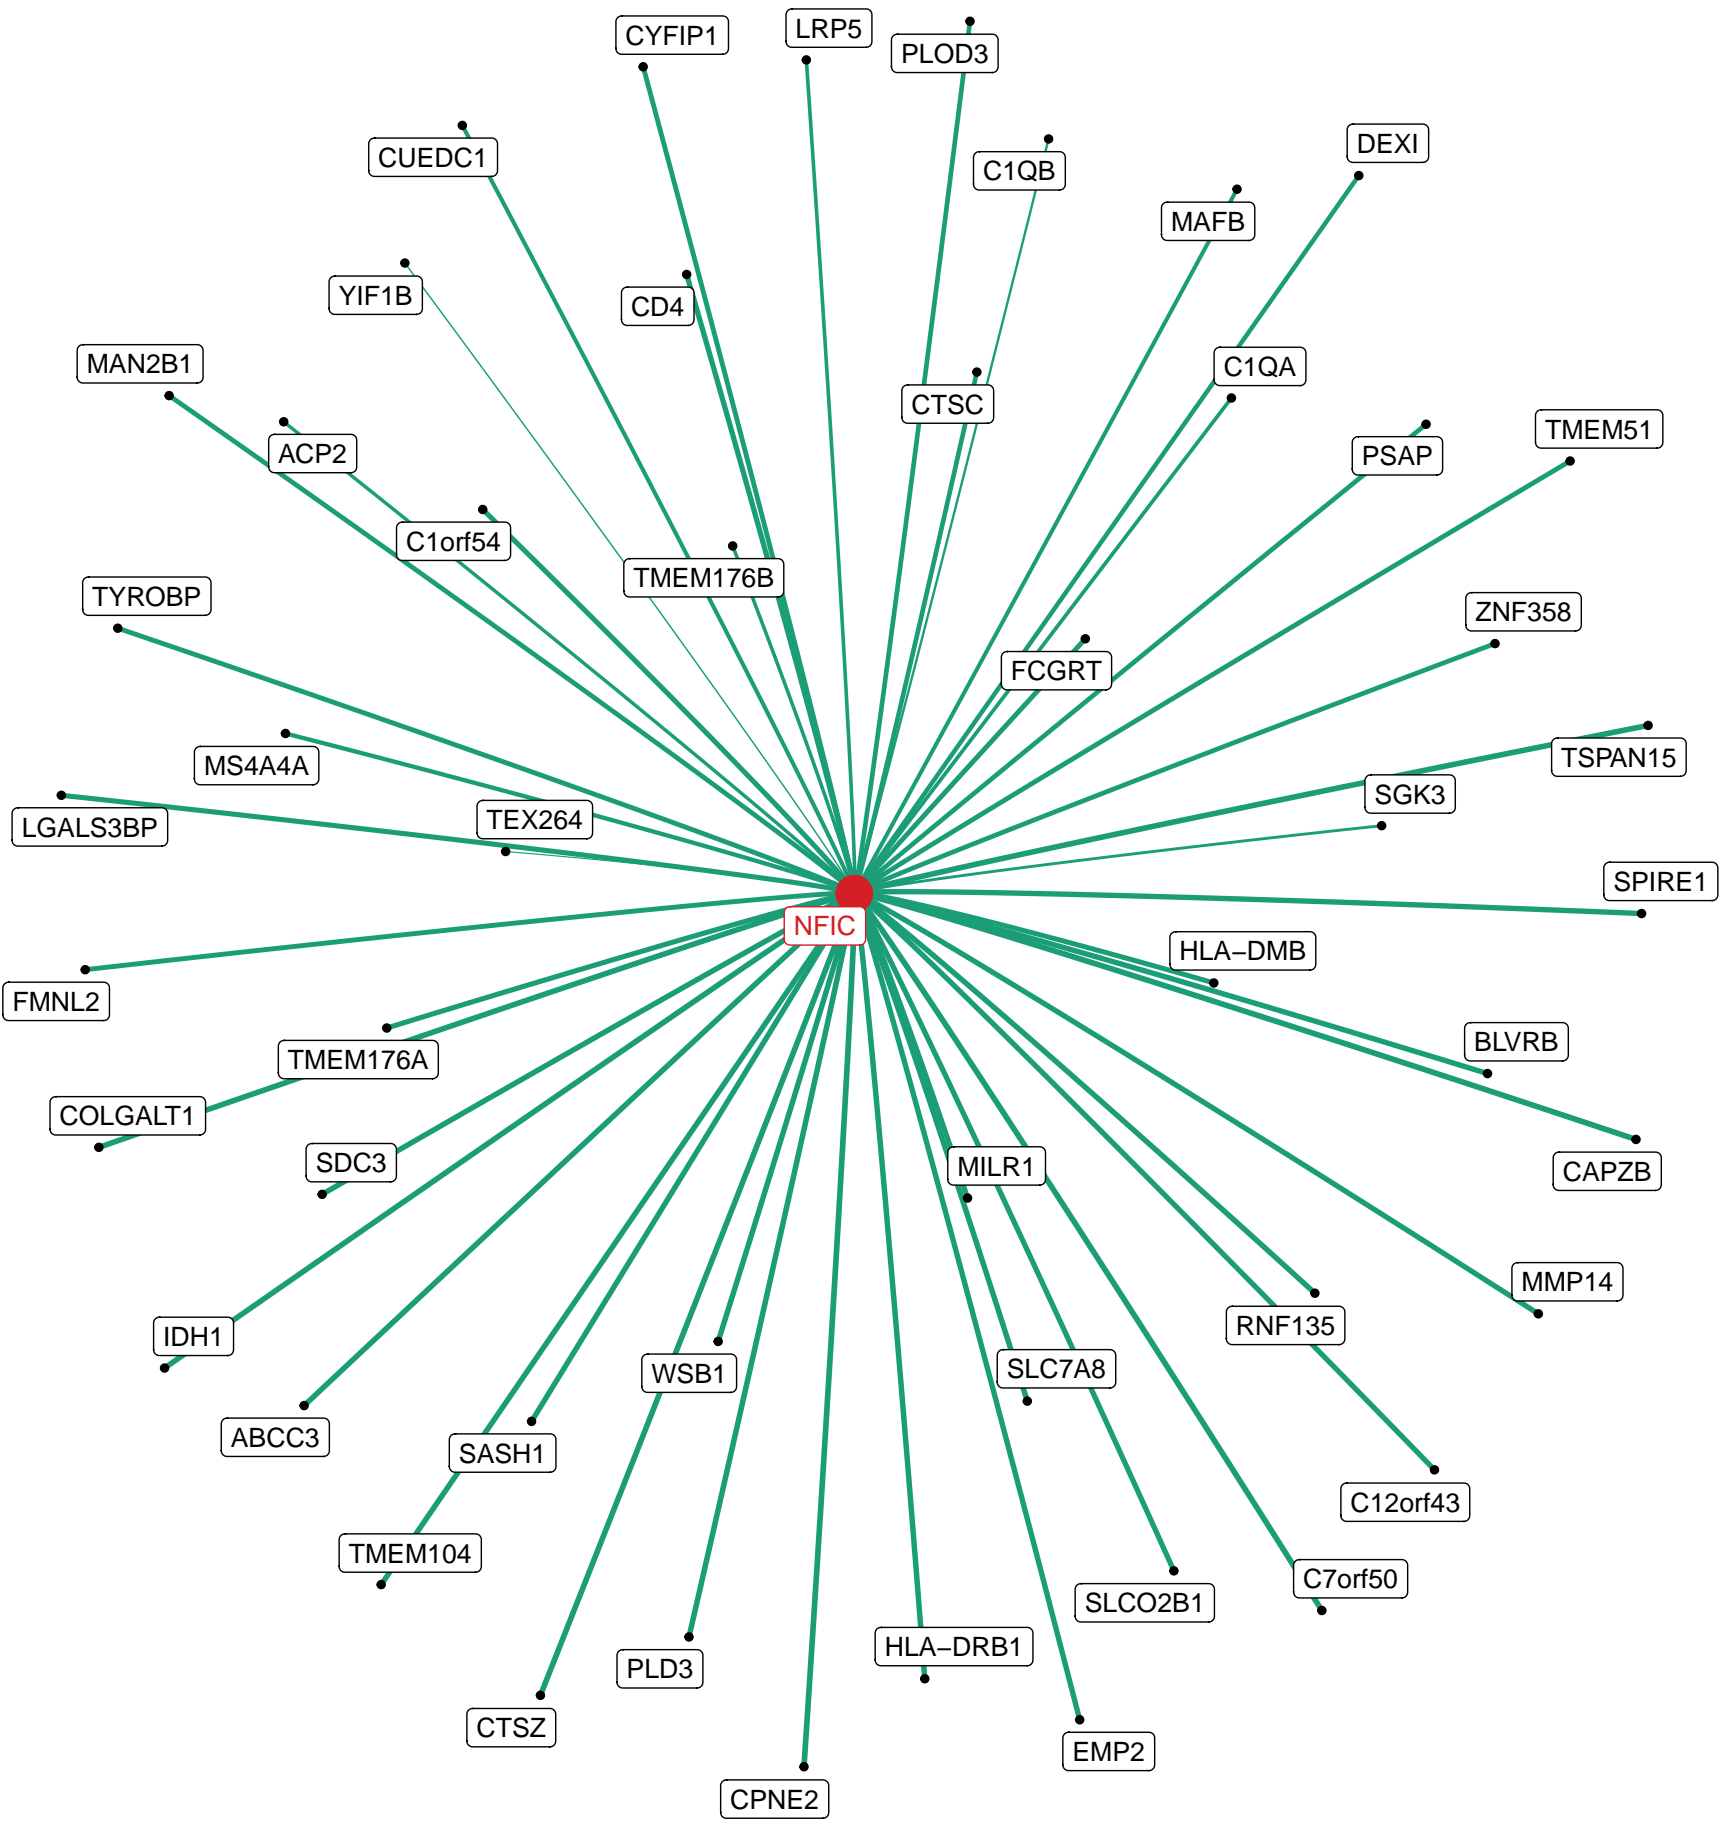 LRP5
CYFIP1
PLOD3
DEXI
CUEDC1
C1QB
MAFB
YIF1B
CD4
MAN2B1
C1QA
CTSC
TMEM51
ACP2
PSAP
C1orf54
TMEM176B
TYROBP
ZNF358
FCGRT
TSPAN15
MS4A4A
SGK3
TEX264
LGALS3BP
SPIRE1
NFIC
HLA−DMB
FMNL2
BLVRB
TMEM176A
COLGALT1
SDC3
MILR1
CAPZB
MMP14
RNF135
IDH1
SLC7A8
WSB1
ABCC3
SASH1
C12orf43
TMEM104
C7orf50
SLCO2B1
HLA−DRB1
PLD3
CTSZ
EMP2
CPNE2